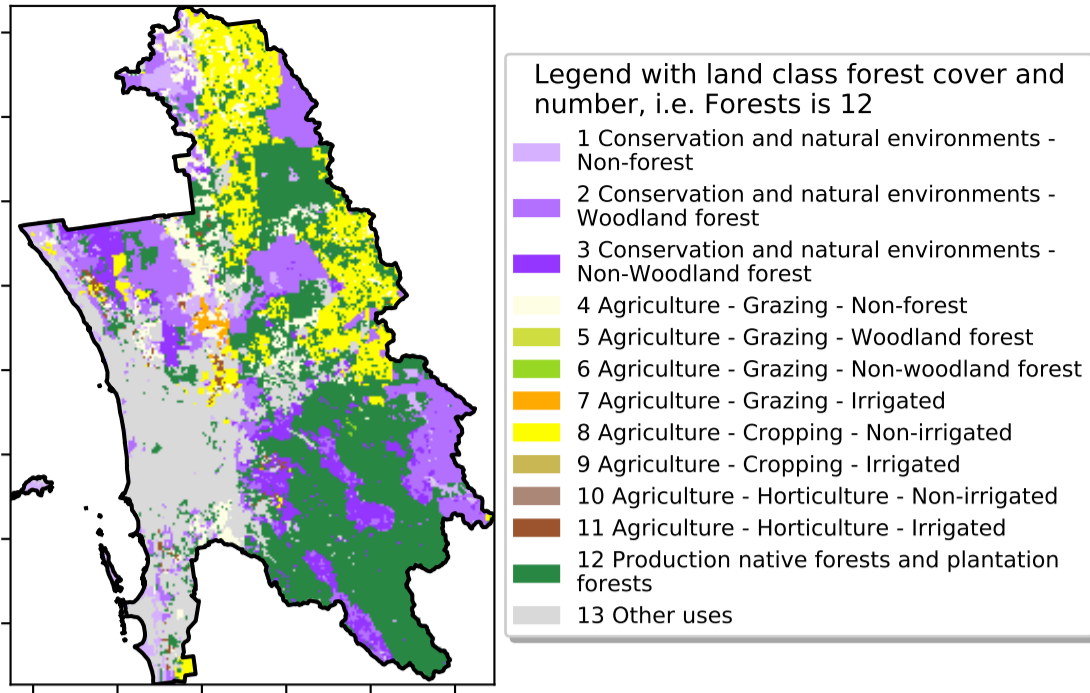 Legend with land class forest cover and
number, i.e. Forests is 12
1 Conservation and natural environments -
Non-forest
2 Conservation and natural environments -
Woodland forest
3 Conservation and natural environments -
Non-Woodland forest
4 Agriculture - Grazing - Non-forest
5 Agriculture - Grazing - Woodland forest
6 Agriculture - Grazing - Non-woodland forest
7 Agriculture - Grazing - Irrigated
8 Agriculture - Cropping - Non-irrigated
9 Agriculture - Cropping - Irrigated
10 Agriculture - Horticulture - Non-irrigated
11 Agriculture - Horticulture - Irrigated
12 Production native forests and plantation
forests
13 Other uses